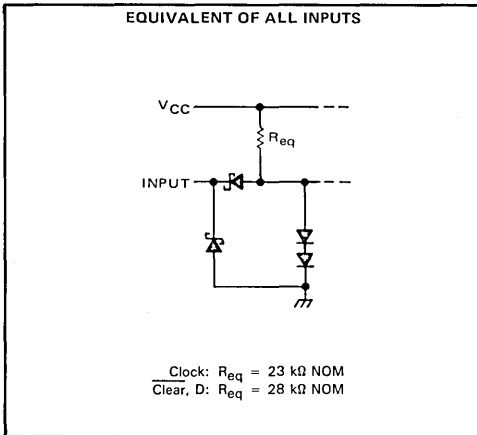 EQUIVALENT OF ALL INPUTS
VCC
Req
INPUT
Clock: Req = 23 kΩ NOM
Clear, D: Req = 28 kΩ NOM